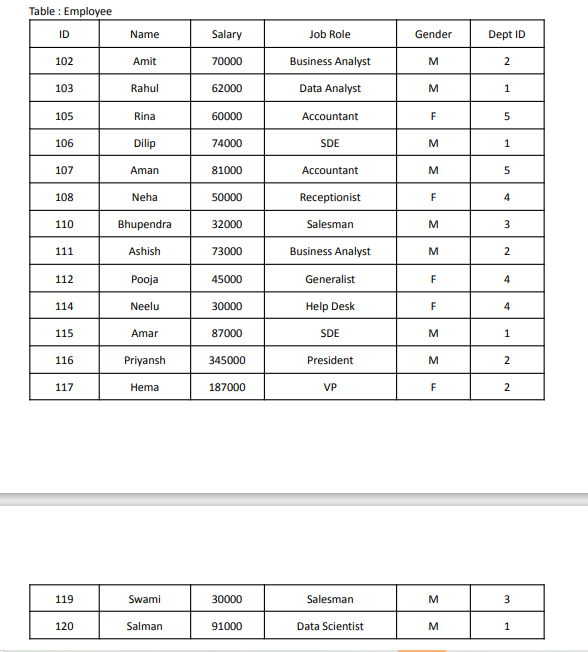 Table : Employee
ID Name Salary Job Role Gender Dept ID
102 Amit 70000 Business Analyst M 2
103 Rahul 62000 Data Analyst M 1
105 Rina 60000 Accountant F 5
106 Dilip 74000 SDE M 1
107 Aman 81000 Accountant M 5
108 Neha 50000 Receptionist F 4
110 Bhupendra 32000 Salesman M 3
111 Ashish 73000 Business Analyst M 2
112 Pooja 45000 Generalist F 4
114 Neelu 30000 Help Desk F 4
115 Amar 87000 SDE M 1
116 Priyansh 345000 President M 2
117 Hema 187000 VP F 2
119 Swami 30000 Salesman M 3
120 Salman 91000 Data Scientist M 1